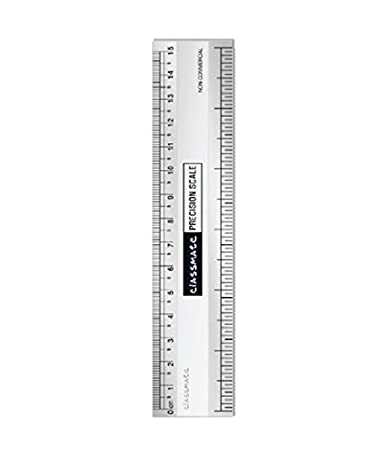 0 cm 1 2 3 4 5 6 7 8 9 10 11 12 13 14 15
classmate
classmate PRECISION SCALE
NON-COMMERCIAL